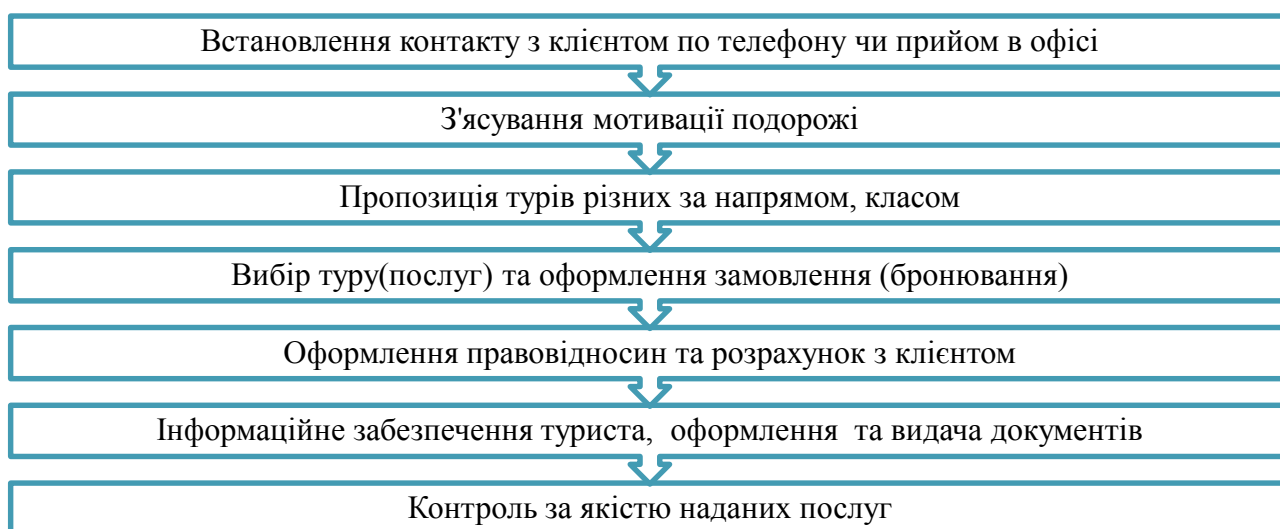 Встановлення контакту з клієнтом по телефону чи прийом в офісі
З'ясування мотивації подорожі
Пропозиція турів різних за напрямом, класом
Вибір туру(послуг) та оформлення замовлення (бронювання)
Оформлення правовідносин та розрахунок з клієнтом
Інформаційне забезпечення туриста, оформлення та видача документів
Контроль за якістю наданих послуг